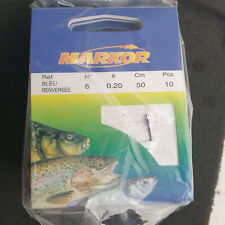 MARKOR
Réf N ø Cm Pcs
BLEU 6 0.20 50 10
RENVERSES